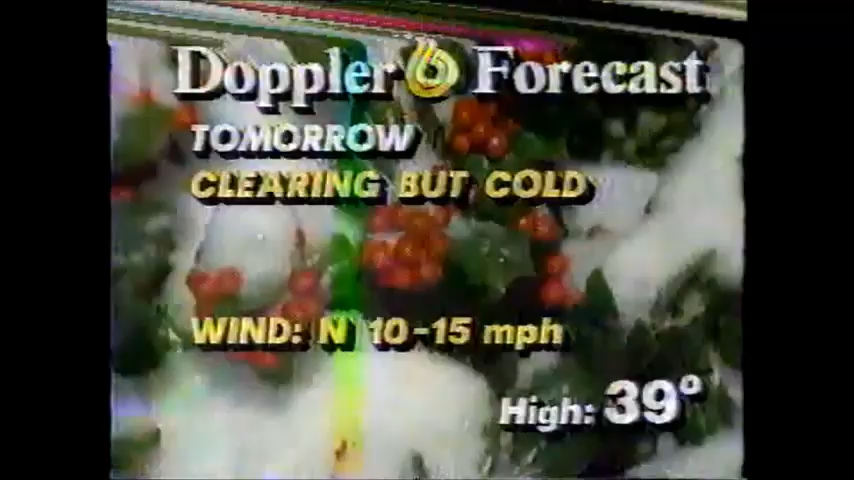 Doppler 6 Forecast
TOMORROW
CLEARING BUT COLD
WIND: N 10-15 mph
High: 39°